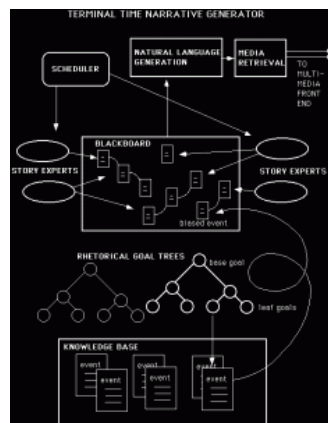 TERMINAL TIME NARRATIVE GENERATOR
NATURAL LANGUAGE
GENERATION
MEDIA
RETRIEVAL
SCHEDULER
TO
MULTI-
MEDIA
FRONT
END
BLACKBOARD
STORY EXPERTS
STORY EXPERTS
biased event
RHETORICAL GOAL TREES
base goal
leaf goals
KNOWLEDGE BASE
event
event
event
event
event
event